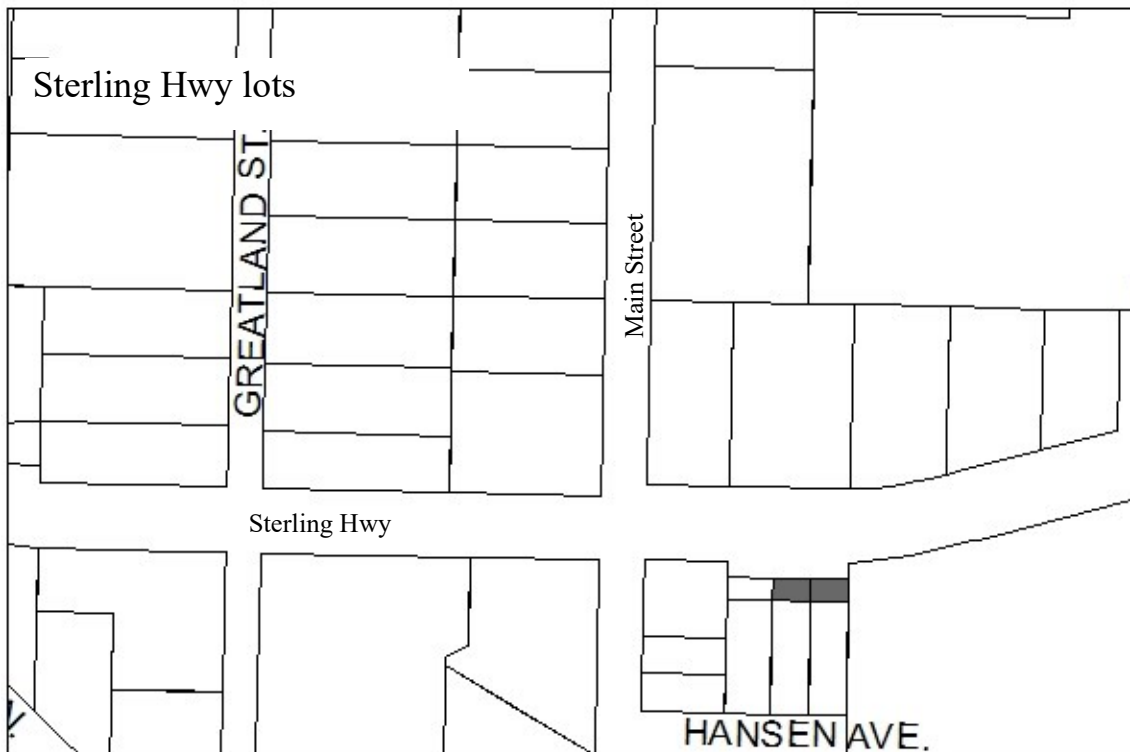 Sterling Hwy lots
GREATLAND ST.
Main Street
Sterling Hwy
HANSEN AVE.